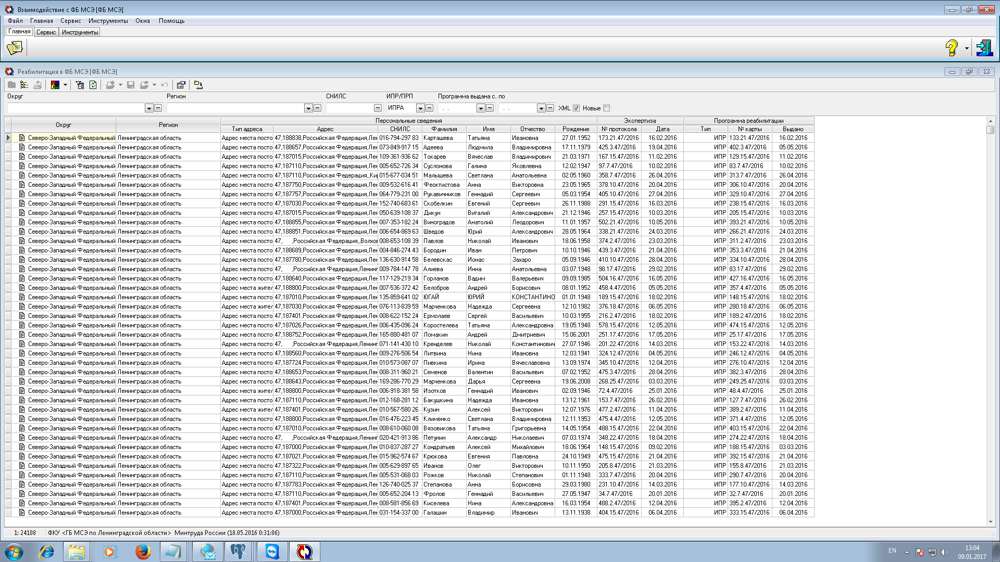 Взаимодействие с ФБ МСЭ [ФБ МСЭ]
Файл Главная Сервис Инструменты Окна Помощь
Главная Сервис Инструменты
Реабилитация в ФБ МСЭ [ФБ МСЭ]
Округ Регион СНИЛС ИПР/ПРП Программа выдана с.. по
ИПРА . . . . XML Новые
Округ Регион Персональные сведения Экспертиза Программа реабилитации
Тип адреса Адрес СНИЛС Фамилия Имя Отчество Рождение № протокола Дата Тип № карты Выдано
Северо-Западный Федеральный Ленинградская область Адрес места посто 47,188838,Российская Федерация,Лен 016-794-297 83 Карташева Татьяна Ивановна 27.01.1952 173.21.47/2016 16.02.2016 ИПР 133.21.47/2016 16.02.2016
Северо-Западный Федеральный Ленинградская область Адрес места посто 47,188657,Российская Федерация,Лен 073-849-917 15 Адеева Людмила Владимировна 17.11.1979 425.3.47/2016 19.04.2016 ИПР 402.3.47/2016 05.05.2016
Северо-Западный Федеральный Ленинградская область Адрес места посто 47,187015,Российская Федерация,Лен 109-361-936 62 Токарев Вячеслав Владимирович 21.03.1971 167.15.47/2016 11.02.2016 ИПР 129.15.47/2016 11.02.2016
Северо-Западный Федеральный Ленинградская область Адрес места посто 47,187110,Российская Федерация,Лен 005-652-726 34 Суслонова Галина Яковлевна 12.02.1947 97.7.47/2016 10.02.2016 ИПР 83.7.47/2016 10.02.2016
Северо-Западный Федеральный Ленинградская область Адрес места посто 47,187110,Российская Федерация,,Ки 015-677-034 51 Малышева Светлана Анатольевна 02.05.1960 358.7.47/2016 26.04.2016 ИПР 313.7.47/2016 26.04.2016
Северо-Западный Федеральный Ленинградская область Адрес места посто 47,187750,Российская Федерация,Лен 009-532-616 41 Феоктистова Анна Викторовна 23.05.1965 378.10.47/2016 20.04.2016 ИПР 306.10.47/2016 20.04.2016
Северо-Западный Федеральный Ленинградская область Адрес места посто 47,187757,Российская Федерация,Лен 064-779-231 00 Рукавичников Геннадий Сергеевич 05.03.1954 405.10.47/2016 27.04.2016 ИПР 329.10.47/2016 27.04.2016
Северо-Западный Федеральный Ленинградская область Адрес места посто 47,187030,Российская Федерация,Лен 152-740-683 61 Скобелкин Евгений Сергеевич 26.11.1988 291.15.47/2016 16.03.2016 ИПР 238.15.47/2016 16.03.2016
Северо-Западный Федеральный Ленинградская область Адрес места посто 47,187015,Российская Федерация,Лен 050-639-108 37 Дикун Виталий Александрович 21.12.1946 257.15.47/2016 10.03.2016 ИПР 205.15.47/2016 10.03.2016
Северо-Западный Федеральный Ленинградская область Адрес места посто 47,188855,Российская Федерация,Лен 007-353-182 24 Виноградов Анатолий Леодорович 11.01.1957 502.21.47/2016 10.05.2016 ИПР 393.21.47/2016 10.05.2016
Северо-Западный Федеральный Ленинградская область Адрес места посто 47,188851,Российская Федерация,Лен 006-654-869 63 Шведов Юрий Александрович 28.05.1964 338.21.47/2016 24.03.2016 ИПР 266.21.47/2016 24.03.2016
Северо-Западный Федеральный Ленинградская область Адрес места посто 47, ,Российская Федерация,,Волхов 008-653-108 39 Павлов Николай Иванович 18.06.1958 374.2.47/2016 23.03.2016 ИПР 311.2.47/2016 23.03.2016
Северо-Западный Федеральный Ленинградская область Адрес места посто 47,188689,Российская Федерация,Лен 004-846-274 43 Бородин Иван Петрович 10.10.1946 439.3.47/2016 21.04.2016 ИПР 353.3.47/2016 21.04.2016
Северо-Западный Федеральный Ленинградская область Адрес места посто 47,187780,Российская Федерация,Лен 136-630-914 58 Белевскас Ионас Захаро 05.09.1946 410.10.47/2016 28.04.2016 ИПР 334.10.47/2016 28.04.2016
Северо-Западный Федеральный Ленинградская область Адрес места посто 47, ,Российская Федерация,Ленинг 009-784-147 78 Алиева Инна Анатольевна 03.07.1948 98.17.47/2016 29.02.2016 ИПР 83.17.47/2016 29.02.2016
Северо-Западный Федеральный Ленинградская область Адрес места посто 47,188640,Российская Федерация,Лен 117-129-219 34 Горланов Вадим Валерьевич 09.09.1985 504.16.47/2016 16.05.2016 ИПР 427.16.47/2016 16.05.2016
Северо-Западный Федеральный Ленинградская область Адрес места жител 47,188800,Российская Федерация,Лен 007-536-372 42 Белобров Андрей Борисович 08.01.1952 458.4.47/2016 05.05.2016 ИПР 357.4.47/2016 05.05.2016
Северо-Западный Федеральный Ленинградская область Адрес места посто 47,187010,Российская Федерация,Лен 135-859-641 02 ЮГАЙ ЮРИЙ КОНСТАНТИНО 01.01.1948 189.15.47/2016 18.02.2016 ИПР 148.15.47/2016 18.02.2016
Северо-Западный Федеральный Ленинградская область Адрес места жител 47,187030,Российская Федерация,Лен 076-113-839 59 Марченкова Надежда Сергеевна 12.10.1982 376.18.47/2016 06.05.2016 ИПР 280.18.47/2016 06.05.2016
Северо-Западный Федеральный Ленинградская область Адрес места посто 47,187401,Российская Федерация,Лен 008-622-152 24 Ермолаев Сергей Васильевич 10.03.1955 216.2.47/2016 18.02.2016 ИПР 189.2.47/2016 18.02.2016
Северо-Западный Федеральный Ленинградская область Адрес места посто 47,187026,Российская Федерация,Лен 006-435-096 24 Коростелева Татьяна Александровна 19.05.1948 578.15.47/2016 12.05.2016 ИПР 474.15.47/2016 12.05.2016
Северо-Западный Федеральный Ленинградская область Адрес места посто 47,188752,Российская Федерация,Лен 165-880-481 07 Ломакин Андрей Дмитриевич 15.06.2001 251.17.47/2016 17.05.2016 ИПР 25.17.47/2016 17.05.2016
Северо-Западный Федеральный Ленинградская область Адрес места посто 47, ,Российская Федерация,Ленинг 071-141-430 10 Кренделев Николай Константинович 27.07.1946 201.22.47/2016 14.03.2016 ИПР 153.22.47/2016 14.03.2016
Северо-Западный Федеральный Ленинградская область Адрес места посто 47,188560,Российская Федерация,Лен 009-276-506 54 Литвина Нина Ивановна 12.03.1941 324.12.47/2016 04.05.2016 ИПР 246.12.47/2016 04.05.2016
Северо-Западный Федеральный Ленинградская область Адрес места посто 47,187724,Российская Федерация,Лен 010-573-087 07 Пивкина Ирина Вячеславовна 13.09.1974 345.10.47/2016 12.04.2016 ИПР 276.10.47/2016 12.04.2016
Северо-Западный Федеральный Ленинградская область Адрес места посто 47,188653,Российская Федерация,Лен 008-311-960 21 Семенов Валентин Васильевич 07.02.1952 475.3.47/2016 28.04.2016 ИПР 382.3.47/2016 28.04.2016
Северо-Западный Федеральный Ленинградская область Адрес места посто 47,188643,Российская Федерация,Лен 169-286-770 29 Марченкова Дарья Сергеевна 19.06.2008 268.25.47/2016 03.03.2016 ИПР 249.25.47/2016 03.03.2016
Северо-Западный Федеральный Ленинградская область Адрес места жител 47,188800,Российская Федерация,Лен 006-918-381 58 Изотков Геннадий Иванович 02.09.1946 72.4.47/2016 25.01.2016 ИПР 48.4.47/2016 25.01.2016
Северо-Западный Федеральный Ленинградская область Адрес места посто 47,187110,Российская Федерация,Лен 012-168-281 12 Бакушкина Надежда Ивановна 13.12.1961 153.7.47/2016 26.02.2016 ИПР 127.7.47/2016 26.02.2016
Северо-Западный Федеральный Ленинградская область Адрес места жител 47,187401,Российская Федерация,Лен 010-567-580 26 Кузин Алексей Викторович 12.07.1976 477.2.47/2016 11.04.2016 ИПР 389.2.47/2016 11.04.2016
Северо-Западный Федеральный Ленинградская область Адрес места посто 47,188800,Российская Федерация,Лен 016-476-223 45 Клименко Светлана Владимировна 12.11.1953 475.4.47/2016 12.05.2016 ИПР 371.4.47/2016 12.05.2016
Северо-Западный Федеральный Ленинградская область Адрес места посто 47,187010,Российская Федерация,Лен 008-610-060 08 Вязовикова Татьяна Григорьевна 14.05.1954 488.15.47/2016 22.04.2016 ИПР 403.15.47/2016 22.04.2016
Северо-Западный Федеральный Ленинградская область Адрес места посто 47, ,Российская Федерация,Ленинг 020-421-913 86 Петунин Александр Николаевич 07.03.1974 348.22.47/2016 18.04.2016 ИПР 274.22.47/2016 18.04.2016
Северо-Западный Федеральный Ленинградская область Адрес места посто 47,187000,Российская Федерация,Лен 010-837-287 27 Кондратьев Алексей Михайлович 18.06.1964 148.15.47/2016 09.02.2016 ИПР 188.15.47/2016 03.03.2016
Северо-Западный Федеральный Ленинградская область Адрес места посто 47,187021,Российская Федерация,Лен 015-962-574 67 Крюкова Евгения Павловна 24.10.1949 475.15.47/2016 21.04.2016 ИПР 392.15.47/2016 21.04.2016
Северо-Западный Федеральный Ленинградская область Адрес места посто 47,187322,Российская Федерация,Лен 005-629-897 65 Иванов Олег Викторович 10.11.1950 205.8.47/2016 21.03.2016 ИПР 155.8.47/2016 21.03.2016
Северо-Западный Федеральный Ленинградская область Адрес места посто 47,187110,Российская Федерация,Лен 005-531-068 03 Рожков Николай Степанович 01.11.1948 333.7.47/2016 20.04.2016 ИПР 290.7.47/2016 20.04.2016
Северо-Западный Федеральный Ленинградская область Адрес места посто 47,187783,Российская Федерация,Лен 126-740-025 37 Степанова Анна Борисовна 29.03.1980 231.10.47/2016 14.03.2016 ИПР 177.10.47/2016 14.03.2016
Северо-Западный Федеральный Ленинградская область Адрес места посто 47,187110,Российская Федерация,Лен 005-652-204 13 Фролов Геннадий Васильевич 27.05.1947 34.7.47/2016 20.01.2016 ИПР 32.7.47/2016 20.01.2016
Северо-Западный Федеральный Ленинградская область Адрес места посто 47,187401,Российская Федерация,Лен 008-581-856 69 Киселева Нина Александровна 16.03.1954 488.2.47/2016 12.04.2016 ИПР 395.2.47/2016 12.04.2016
Северо-Западный Федеральный Ленинградская область Адрес места посто 47,187000,Российская Федерация,Лен 031-154-337 00 Галашин Владимир Иванович 13.11.1938 404.15.47/2016 06.04.2016 ИПР 333.15.47/2016 06.04.2016
1: 24108 ФКУ <ГБ МСЭ по Ленинградской области> Минтруда России (18.05.2016 0:31:06)
EN 13:04
09.01.2017